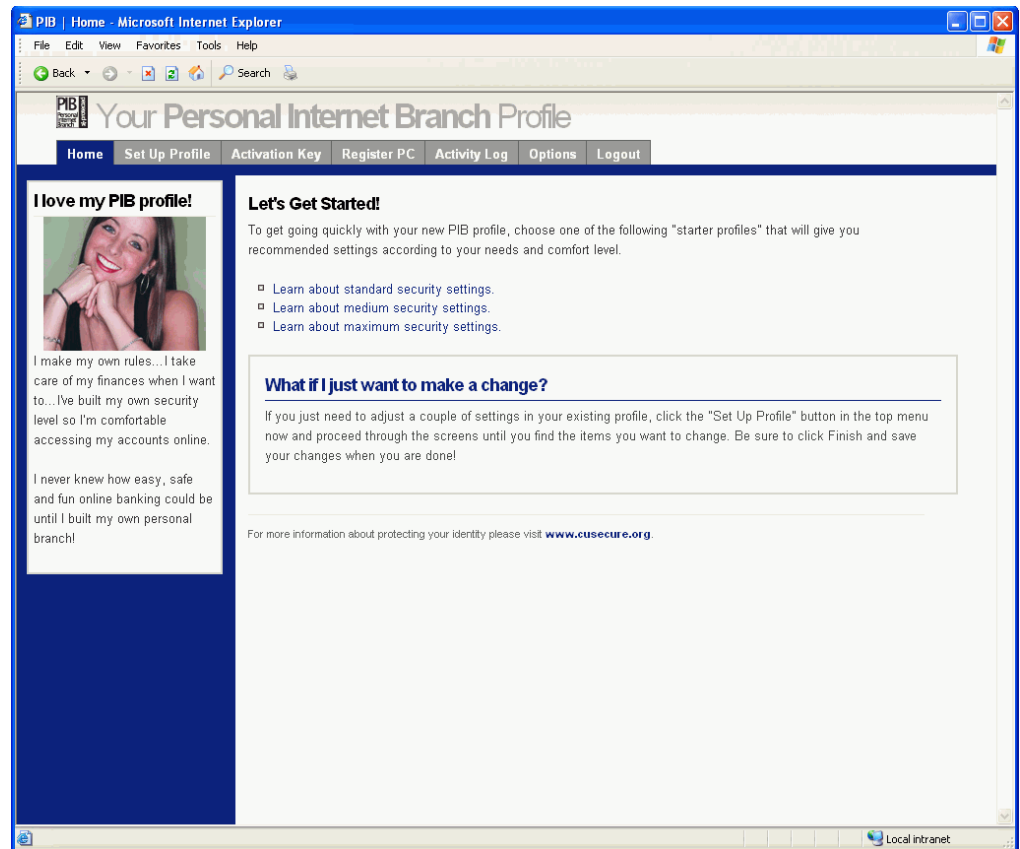 PIB | Home - Microsoft Internet Explorer
File Edit View Favorites Tools Help
Back Search
PIB Personal Internet Branch Your Personal Internet Branch Profile
Home Set Up Profile Activation Key Register PC Activity Log Options Logout
I love my PIB profile!
I make my own rules...I take
care of my finances when I want
to...I've built my own security
level so I'm comfortable
accessing my accounts online.
I never knew how easy, safe
and fun online banking could be
until I built my own personal
branch!
Let's Get Started!
To get going quickly with your new PIB profile, choose one of the following "starter profiles" that will give you
recommended settings according to your needs and comfort level.
Learn about standard security settings.
Learn about medium security settings.
Learn about maximum security settings.
What if I just want to make a change?
If you just need to adjust a couple of settings in your existing profile, click the "Set Up Profile" button in the top menu
now and proceed through the screens until you find the items you want to change. Be sure to click Finish and save
your changes when you are done!
For more information about protecting your identity please visit www.cusecure.org.
Local intranet